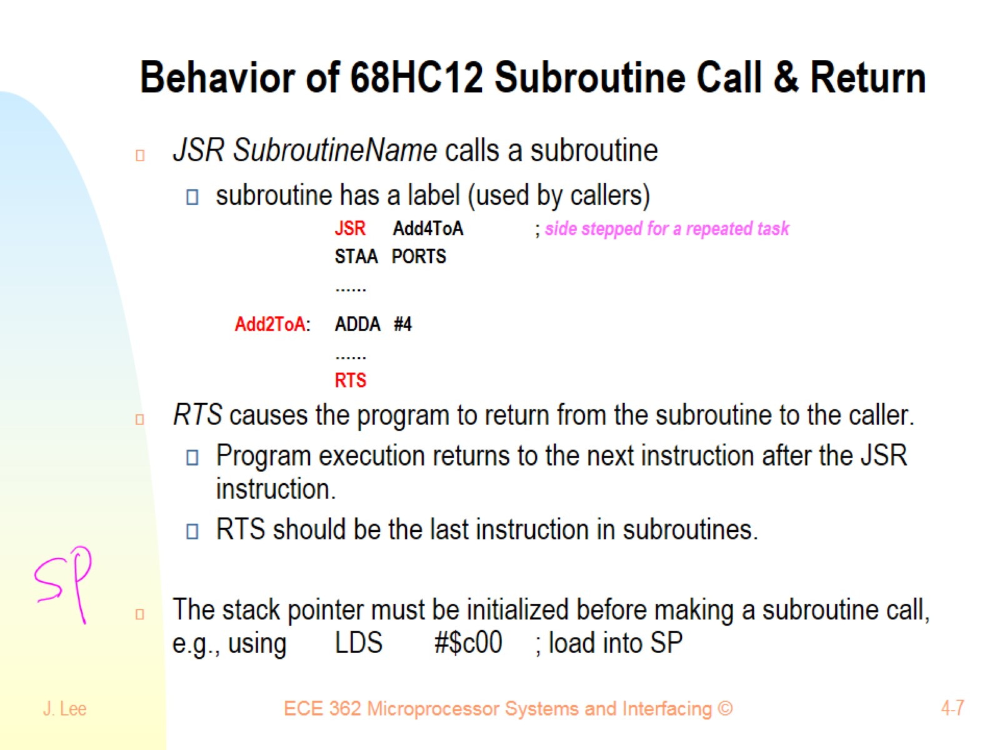 Behavior of 68HC12 Subroutine Call & Return
JSR SubroutineName calls a subroutine
subroutine has a label (used by callers)
JSR Add4ToA ; side stepped for a repeated task
STAA PORTS
......
Add2ToA: ADDA #4
......
RTS
RTS causes the program to return from the subroutine to the caller.
Program execution returns to the next instruction after the JSR
instruction.
RTS should be the last instruction in subroutines.
SP
The stack pointer must be initialized before making a subroutine call,
e.g., using LDS #$c00 ; load into SP
J. Lee ECE 362 Microprocessor Systems and Interfacing © 4-7